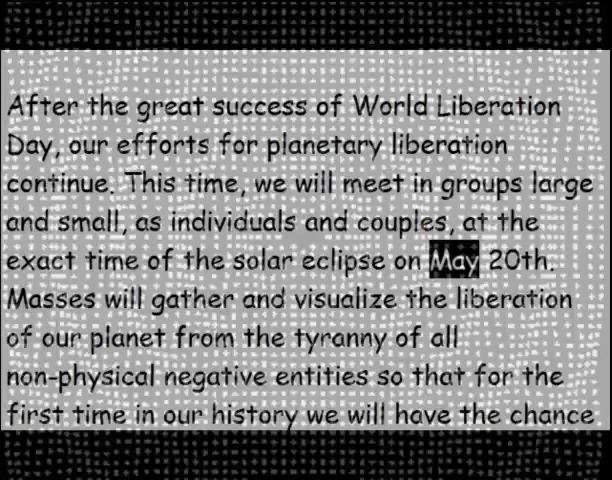 After the great success of World Liberation
Day, our efforts for planetary liberation
continue. This time, we will meet in groups large
and small, as individuals and couples, at the
exact time of the solar eclipse on May 20th.
Masses will gather and visualize the liberation
of our planet from the tyranny of all
non-physical negative entities so that for the
first time in our history we will have the chance